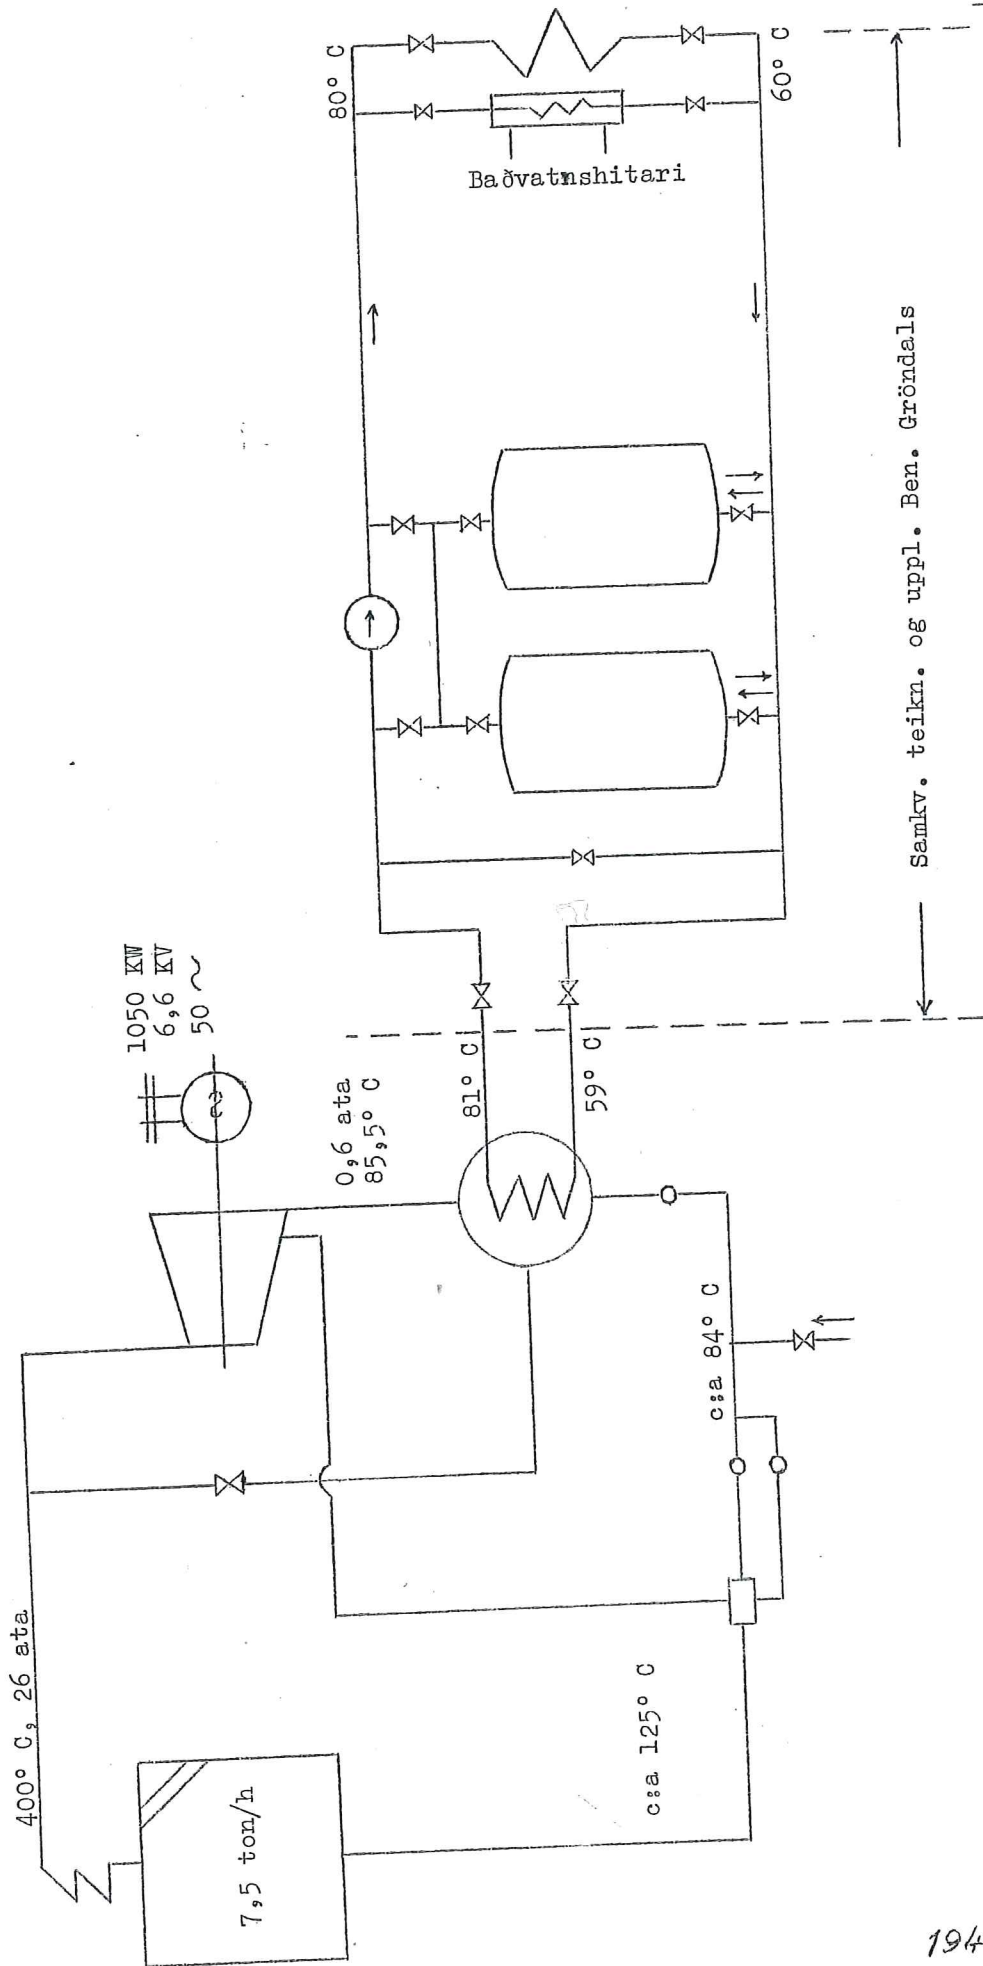 400° C, 26 ata
7,5 ton/h
c:a 125° C
c:a 84° C
1050 KW
6,6 KV
50 ~
0,6 ata
85,5° C
81° C
59° C
80° C
60° C
Baðvatnshitari
Samkv. teikn. og uppl. Ben. Gröndals
194